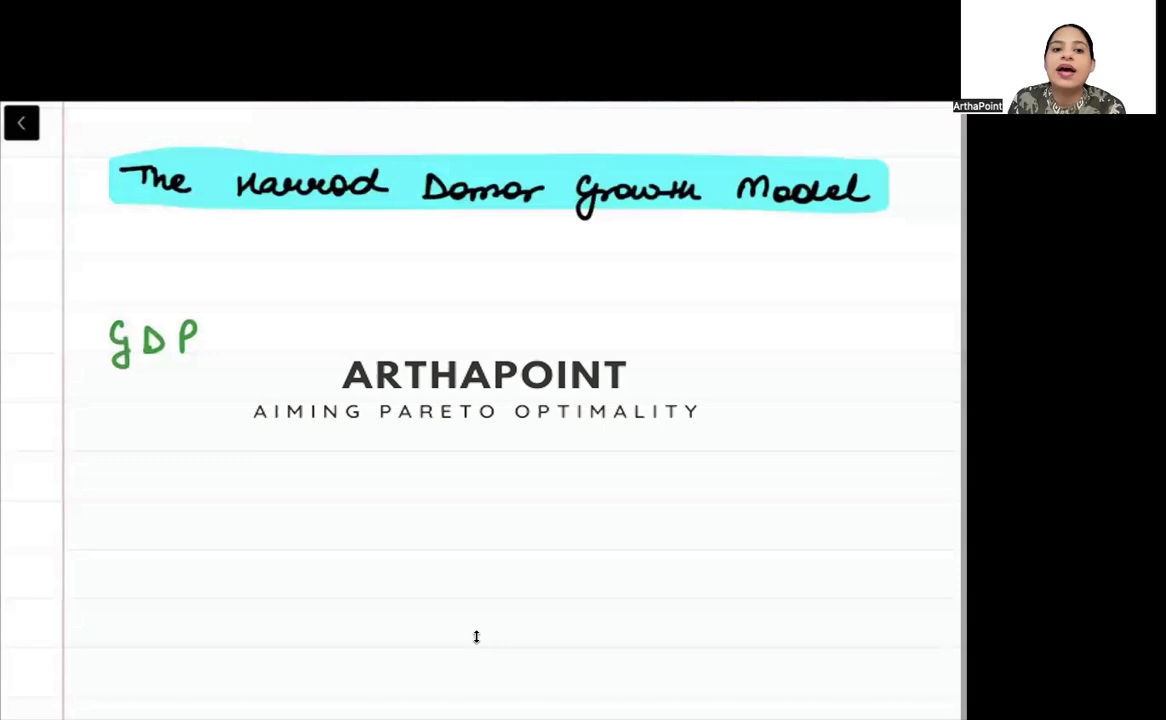 ArthaPoint
The Harrod Domar Growth Model
GDP
ARTHAPOINT
AIMING PARETO OPTIMALITY